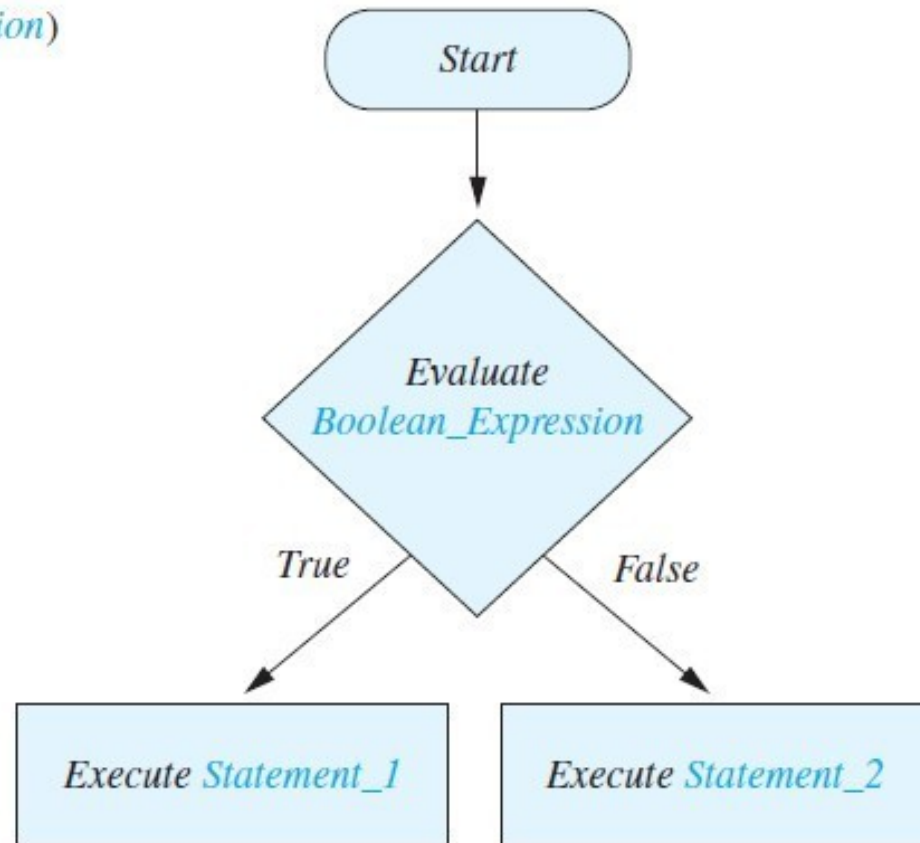 ion)
Start
Evaluate
Boolean_Expression
True
False
Execute Statement_1
Execute Statement_2